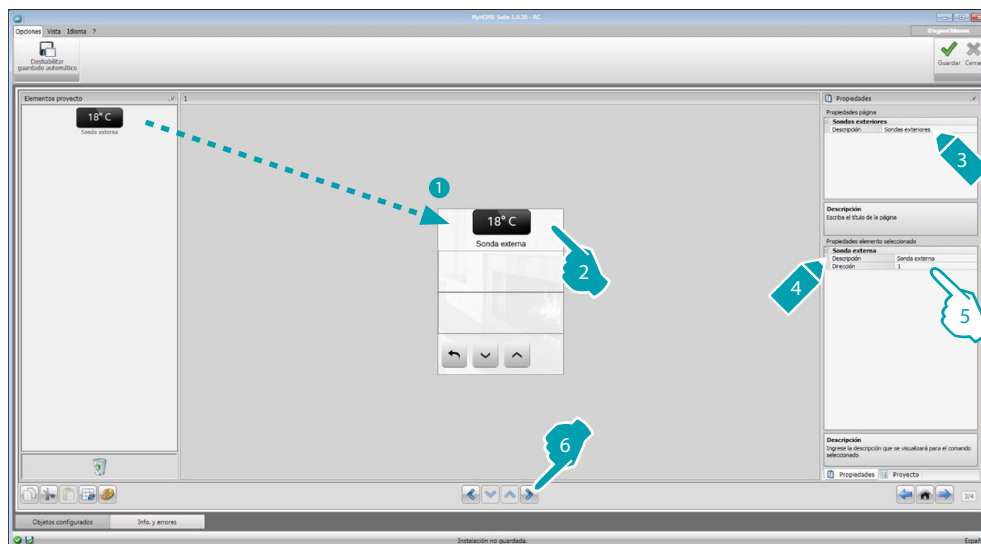 MyHOME Suite 1.0.30 - RC
Opciones Vista Idioma ?
Deshabilitar
guardado automático
Guardar Cerrar
Elementos proyecto
1
Propiedades
18° C
Sonda externa
Propiedades página
Sondas exteriores
Descripción Sondas exteriores
3
1
Descripción
Escriba el título de la página
18° C
Sonda externa
2
Propiedades elemento seleccionado
Sonda externa
Descripción Sonda externa
Dirección 1
4
5
6
Descripción
Ingrese la descripción que se visualizará para el comando
seleccionado
Propiedades Proyecto
Objetos configurados Info. y errores
Instalación no guardada.
Españ